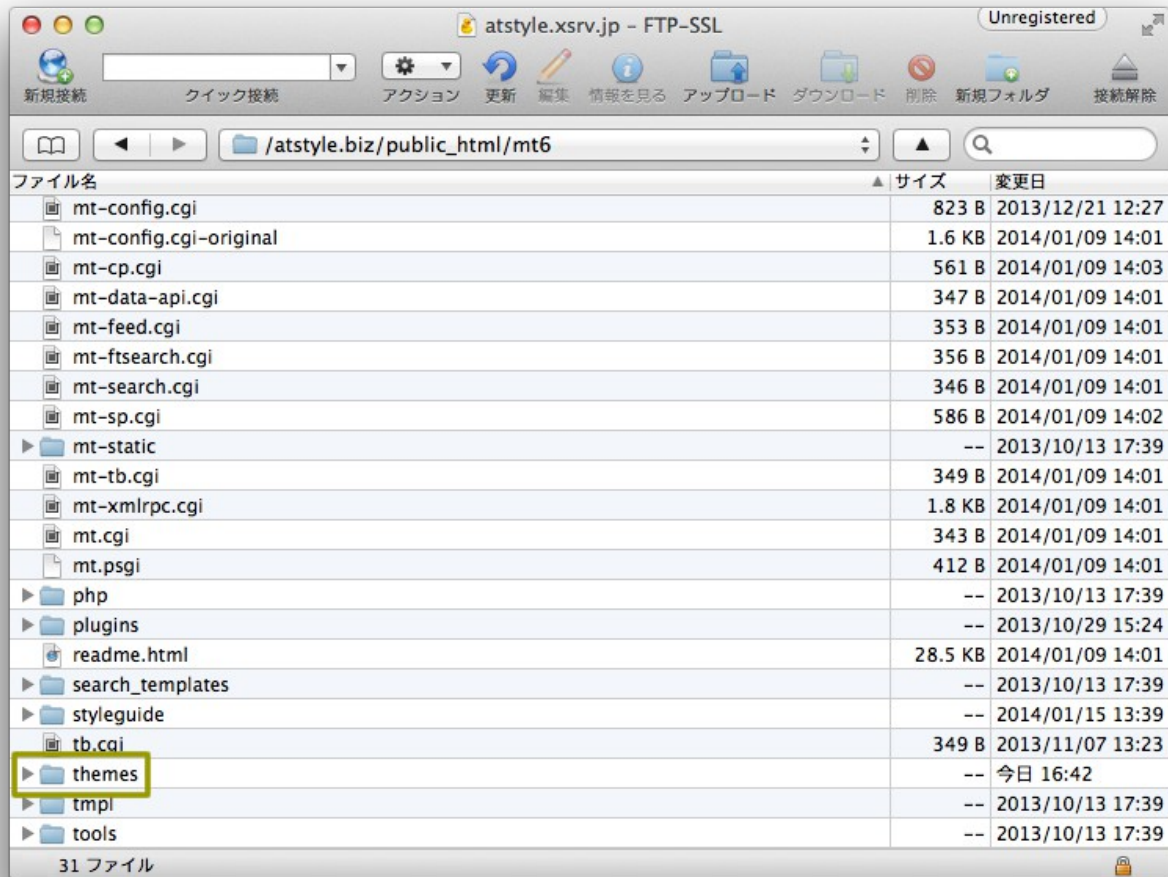 atstyle.xsrv.jp – FTP-SSL
Unregistered
新規接続 クイック接続 アクション 更新 編集 情報を見る アップロード ダウンロード 削除 新規フォルダ 接続解除
/atstyle.biz/public_html/mt6
ファイル名 サイズ 変更日
mt-config.cgi 823 B 2013/12/21 12:27
mt-config.cgi-original 1.6 KB 2014/01/09 14:01
mt-cp.cgi 561 B 2014/01/09 14:03
mt-data-api.cgi 347 B 2014/01/09 14:01
mt-feed.cgi 353 B 2014/01/09 14:01
mt-ftsearch.cgi 356 B 2014/01/09 14:01
mt-search.cgi 346 B 2014/01/09 14:01
mt-sp.cgi 586 B 2014/01/09 14:02
mt-static -- 2013/10/13 17:39
mt-tb.cgi 349 B 2014/01/09 14:01
mt-xmlrpc.cgi 1.8 KB 2014/01/09 14:01
mt.cgi 343 B 2014/01/09 14:01
mt.psgi 412 B 2014/01/09 14:01
php -- 2013/10/13 17:39
plugins -- 2013/10/29 15:24
readme.html 28.5 KB 2014/01/09 14:01
search_templates -- 2013/10/13 17:39
styleguide -- 2014/01/15 13:39
tb.cgi 349 B 2013/11/07 13:23
themes -- 今日 16:42
tmpl -- 2013/10/13 17:39
tools -- 2013/10/13 17:39
31 ファイル